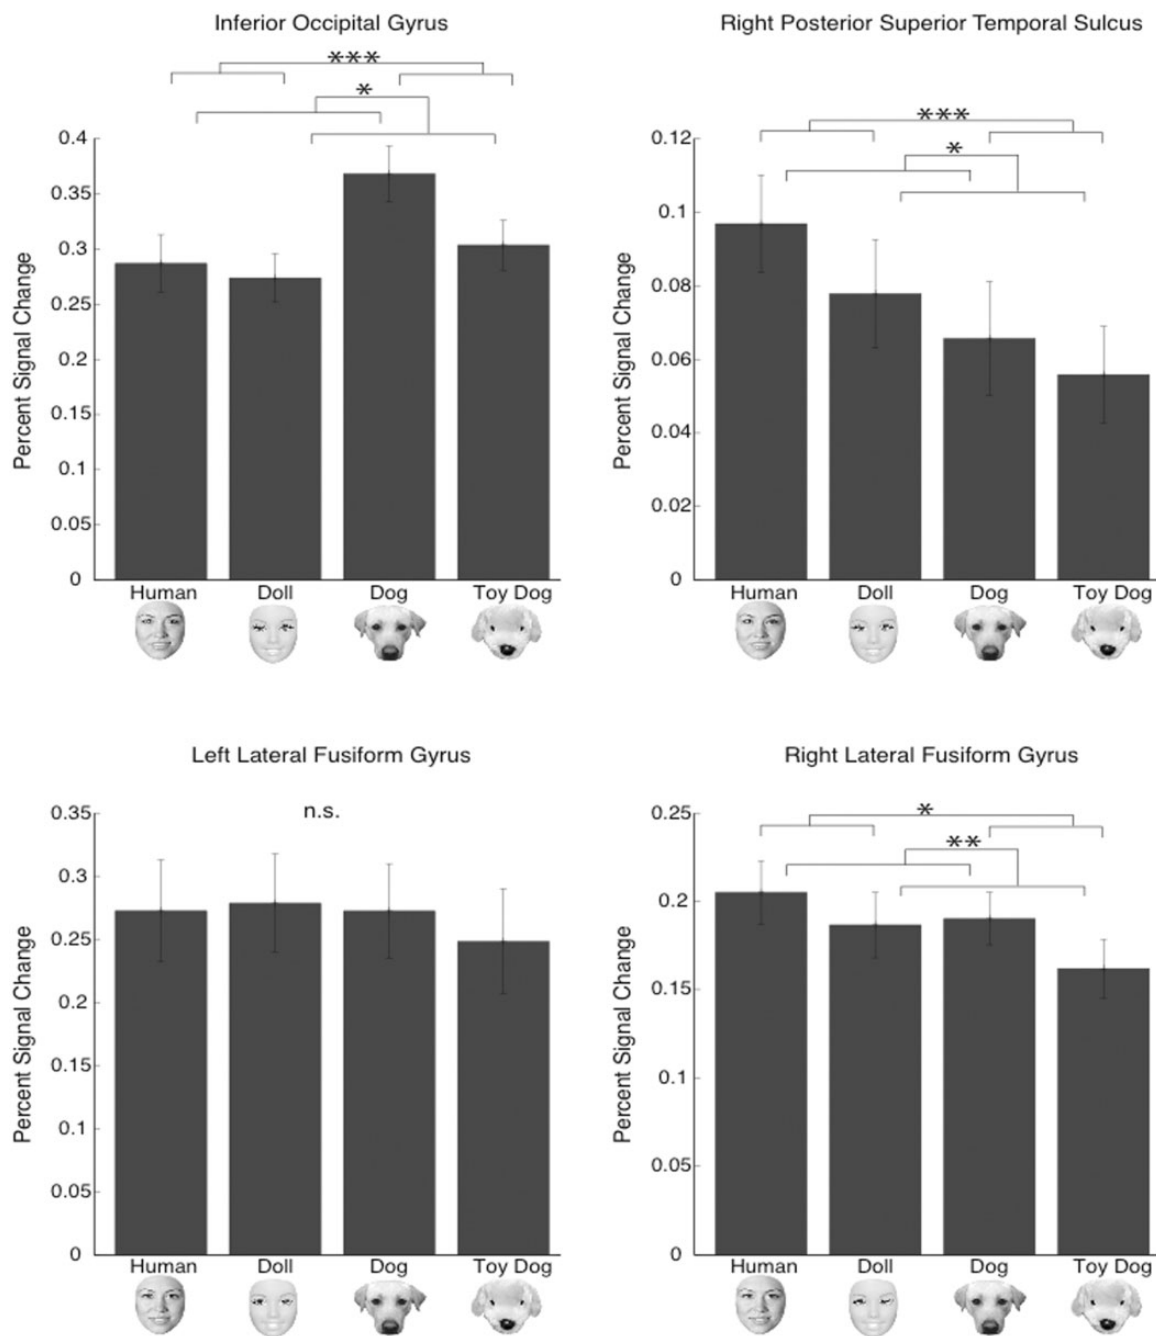 Inferior Occipital Gyrus
***
*
Percent Signal Change
0.4
0.35
0.3
0.25
0.2
0.15
0.1
0.05
0
Human Doll Dog Toy Dog
Right Posterior Superior Temporal Sulcus
***
*
Percent Signal Change
0.12
0.1
0.08
0.06
0.04
0.02
0
Human Doll Dog Toy Dog
Left Lateral Fusiform Gyrus
n.s.
Percent Signal Change
0.35
0.3
0.25
0.2
0.15
0.1
0.05
0
Human Doll Dog Toy Dog
Right Lateral Fusiform Gyrus
*
**
Percent Signal Change
0.25
0.2
0.15
0.1
0.05
0
Human Doll Dog Toy Dog